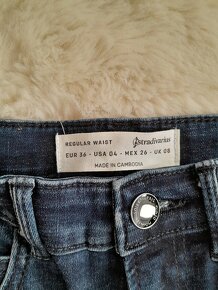 REGULAR WAIST stradivarius
EUR 36 - USA 04 - MEX 26 - UK 08
MADE IN CAMBODIA